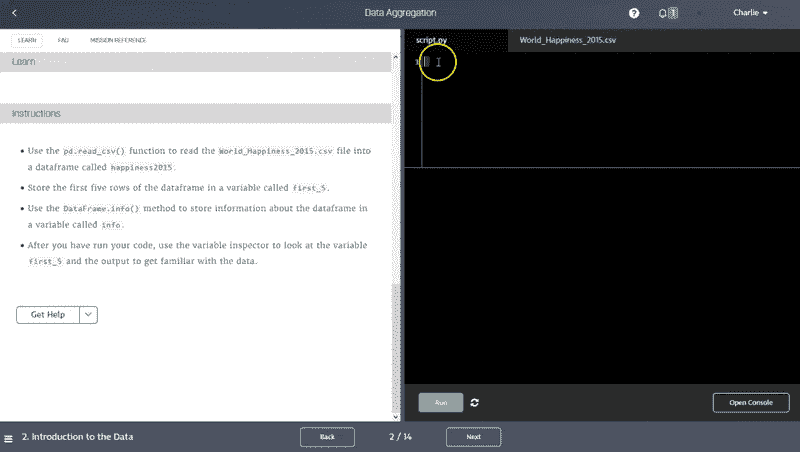 Data Aggregation
? 1 Charlie
LEARN FAQ MISSION REFERENCE
Learn
Instructions
Use the pd.read_csv() function to read the World_Happiness_2015.csv file into
a dataframe called happiness2015.
Store the first five rows of the dataframe in a variable called first_5.
Use the DataFrame.info() method to store information about the dataframe in
a variable called info.
After you have run your code, use the variable inspector to look at the variable
first_5 and the output to get familiar with the data.
Get Help
script.py World_Happiness_2015.csv
1
Run Open Console
2. Introduction to the Data Back 2 / 14 Next